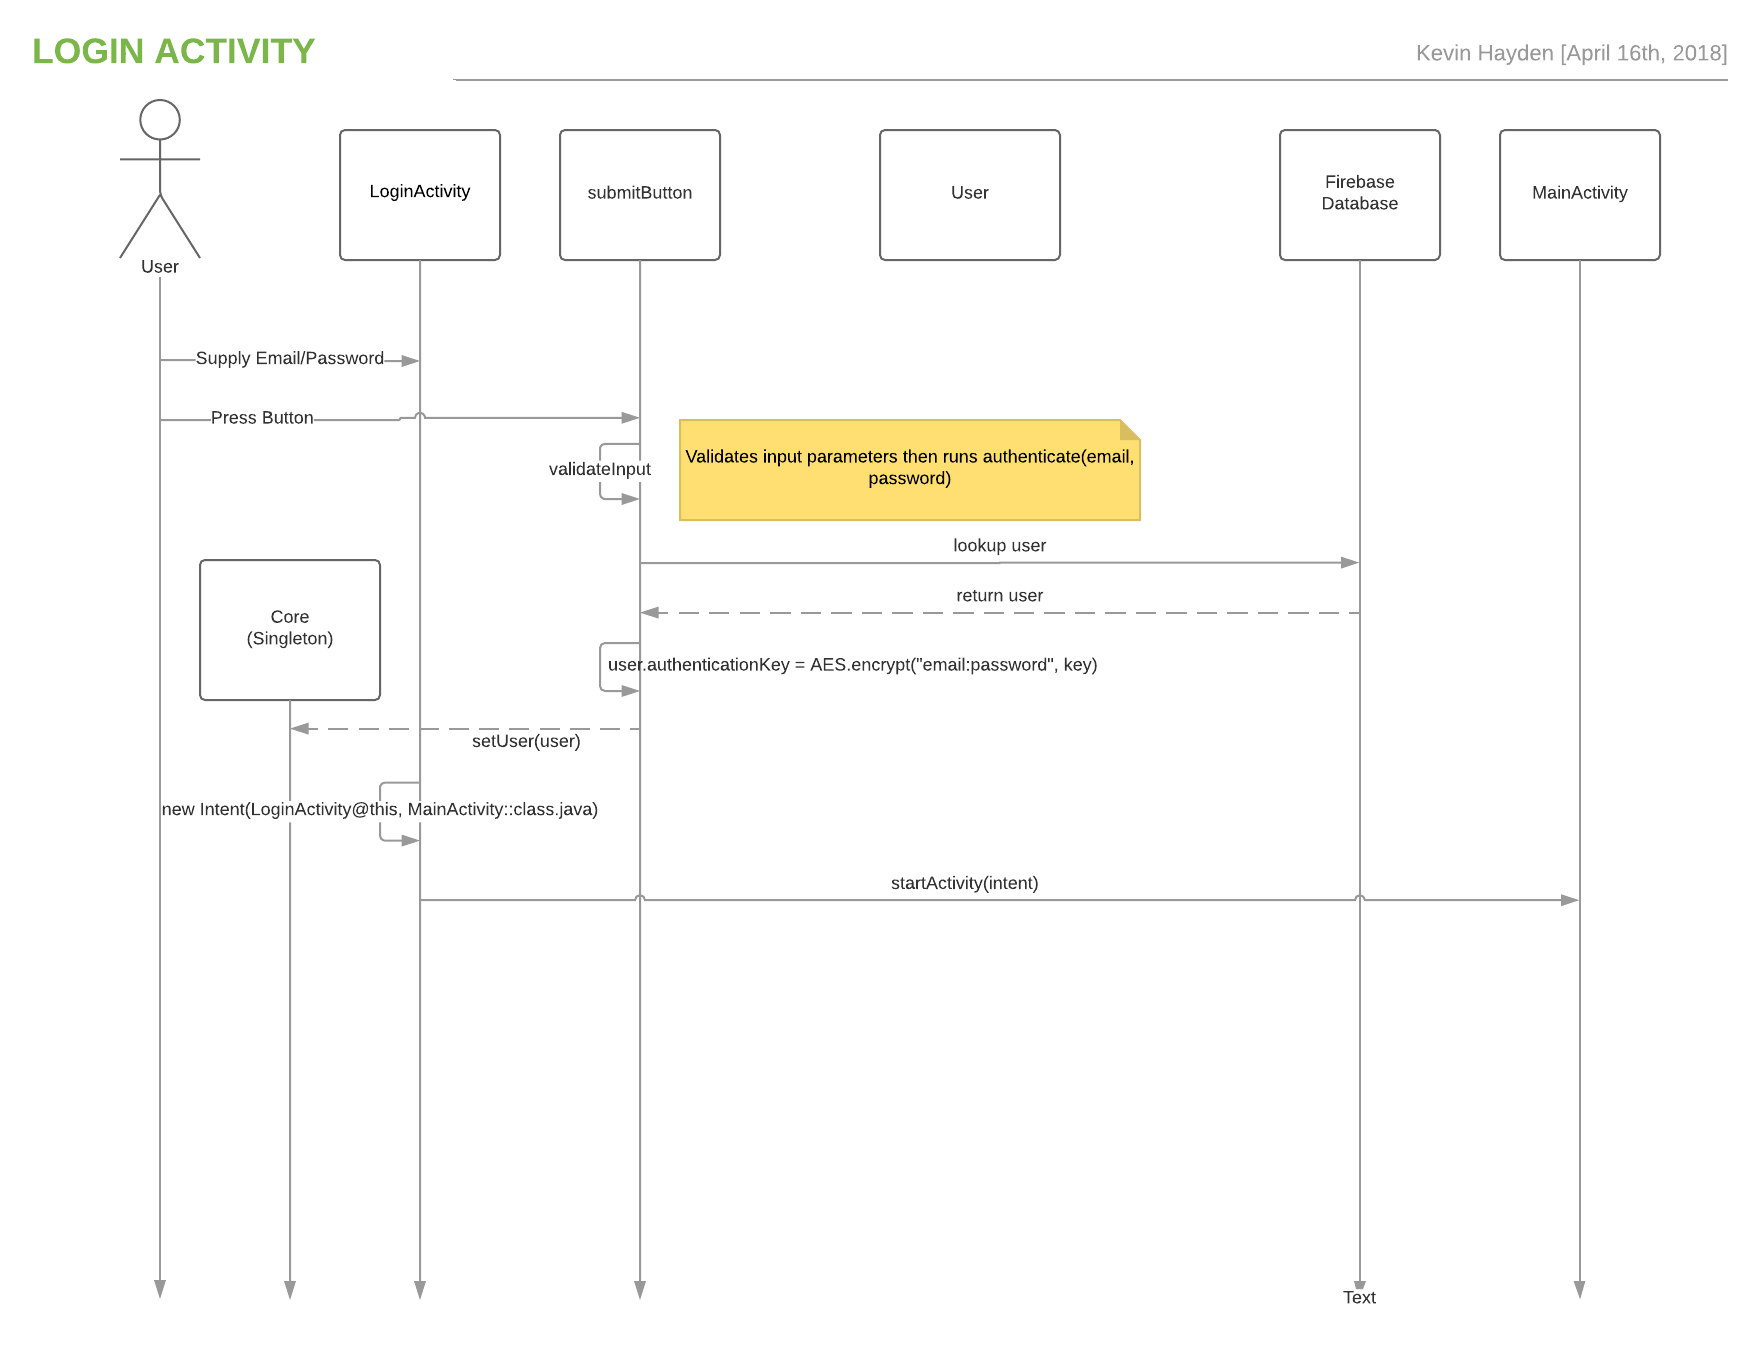 LOGIN ACTIVITY
Kevin Hayden [April 16th, 2018]
User
LoginActivity
submitButton
User
Firebase
Database
MainActivity
Supply Email/Password
Press Button
validateInput
Validates input parameters then runs authenticate(email,
password)
lookup user
return user
Core
(Singleton)
user.authenticationKey = AES.encrypt("email:password", key)
setUser(user)
new Intent(LoginActivity@this, MainActivity::class.java)
startActivity(intent)
Text